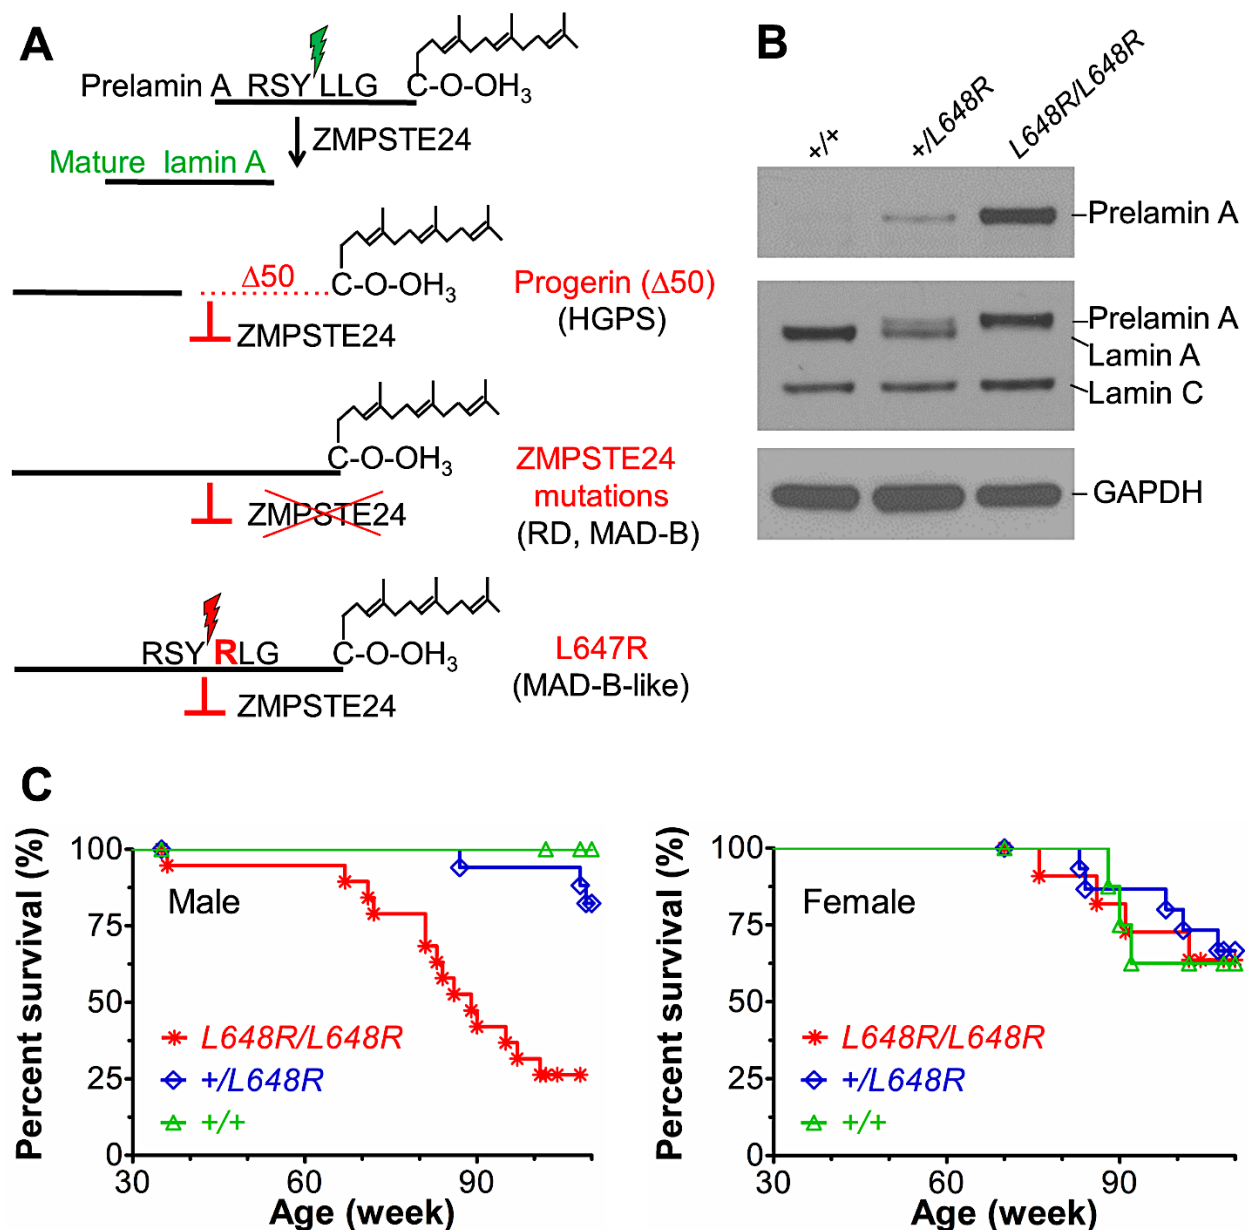 A
Prelamin A RSY LLG C-O-OH3
ZMPSTE24
Mature lamin A
Δ50
C-O-OH3
ZMPSTE24
Progerin (Δ50)
(HGPS)
C-O-OH3
ZMPSTE24
ZMPSTE24
mutations
(RD, MAD-B)
RSY RLG C-O-OH3
ZMPSTE24
L647R
(MAD-B-like)
B
+/+ +/L648R L648R/L648R
Prelamin A
Prelamin A
Lamin A
Lamin C
GAPDH
C
Percent survival (%)
100
75
50
25
0
Male
L648R/L648R
+/L648R
+/+
30 60 90
Age (week)
Percent survival (%)
100
75
50
25
0
Female
L648R/L648R
+/L648R
+/+
30 60 90
Age (week)